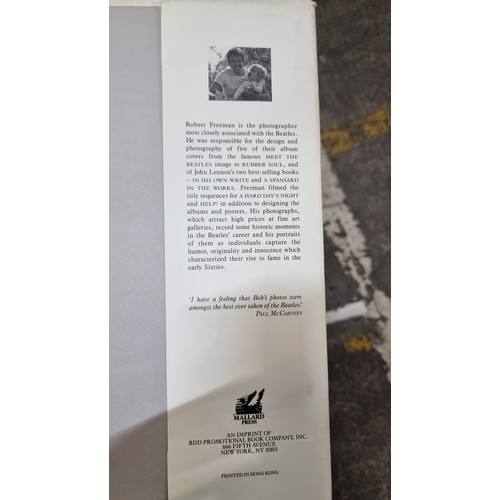 Robert Freeman is the photographer
most closely associated with the Beatles.
He was responsible for the design and
photography of five of their album
covers from the famous MEET THE
BEATLES image to RUBBER SOUL, and
of John Lennon's two best-selling books
– IN HIS OWN WRITE and A SPANIARD
IN THE WORKS. Freeman filmed the
title sequences for A HARD DAY'S NIGHT
and HELP! in addition to designing the
albums and posters. His photographs,
which attract high prices at fine art
galleries, record some historic moments
in the Beatles' career and his portraits
of them as individuals capture the
humor, originality and innocence which
characterized their rise to fame in the
early Sixties.
'I have a feeling that Bob's photos were
amongst the best ever taken of the Beatles!'
PAUL McCARTNEY
MALLARD
PRESS
AN IMPRINT OF
BDD PROMOTIONAL BOOK COMPANY, INC.
666 FIFTH AVENUE
NEW YORK, NY 10103
PRINTED IN HONG KONG